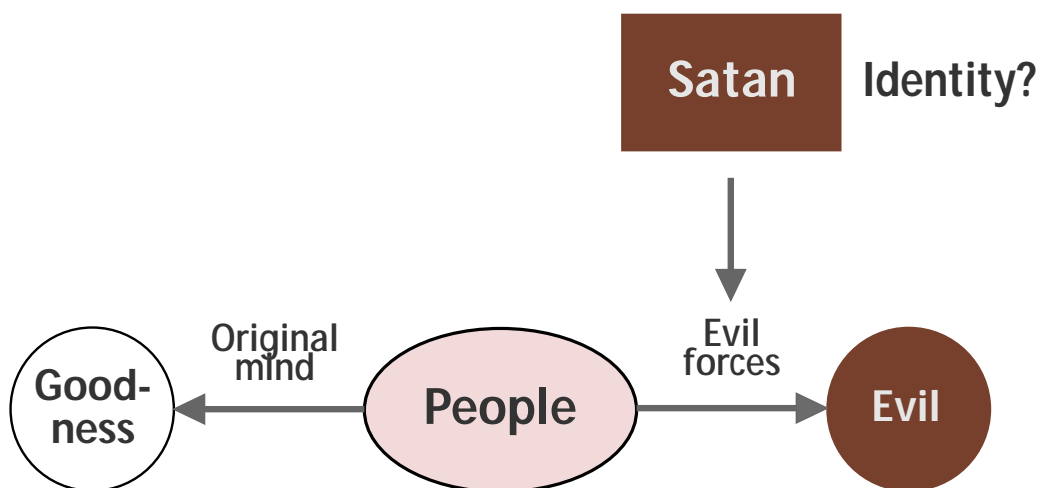 Satan
Identity?
Original
mind
Evil
forces
Good-
ness
People
Evil